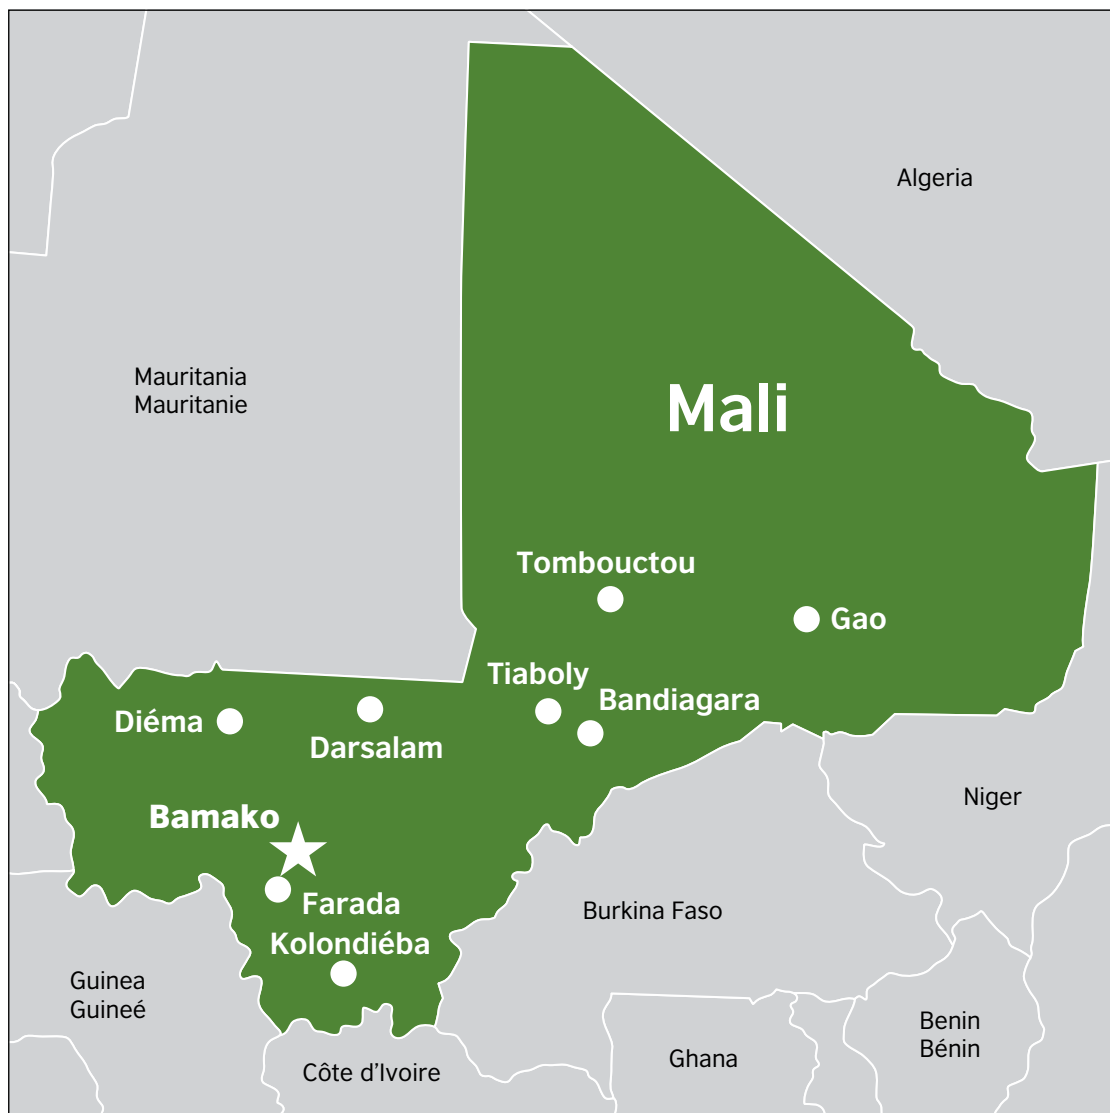 Algeria
Mauritania
Mauritanie
Mali
Tombouctou
Gao
Tiaboly
Bandiagara
Diéma
Darsalam
Niger
Bamako
Farada
Burkina Faso
Kolondiéba
Guinea
Guineé
Benin
Bénin
Ghana
Côte d'Ivoire